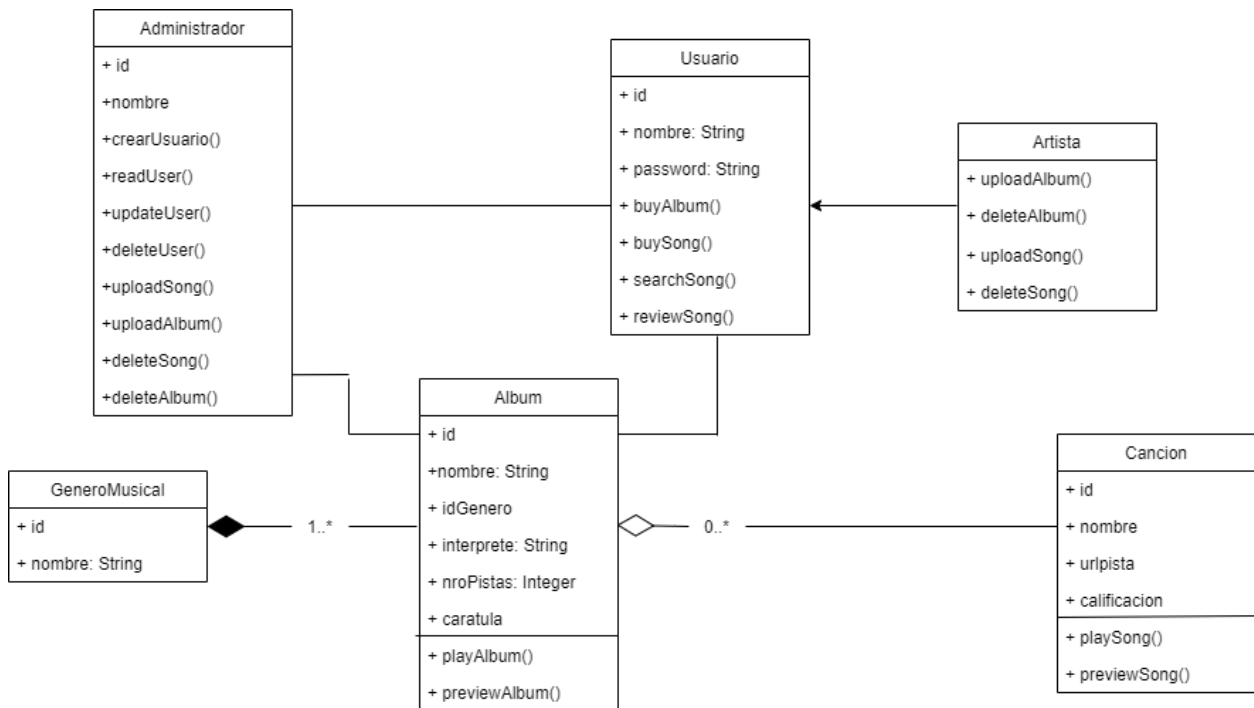 Administrador
+ id
+nombre
+crearUsuario()
+readUser()
+updateUser()
+deleteUser()
+uploadSong()
+uploadAlbum()
+deleteSong()
+deleteAlbum()
Usuario
+ id
+ nombre: String
+ password: String
+ buyAlbum()
+ buySong()
+ searchSong()
+ reviewSong()
Artista
+ uploadAlbum()
+ deleteAlbum()
+ uploadSong()
+ deleteSong()
GeneroMusical
+ id
+ nombre: String
1..*
Album
+ id
+nombre: String
+ idGenero
+ interprete: String
+ nroPistas: Integer
+ caratula
+ playAlbum()
+ previewAlbum()
0..*
Cancion
+ id
+ nombre
+ urlpista
+ calificacion
+ playSong()
+ previewSong()